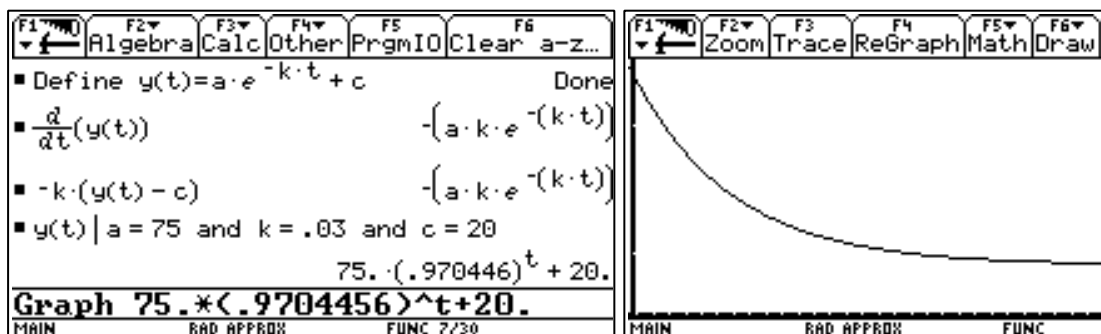 F1 F2 F3 F4 F5 F6
Algebra Calc Other PrgmIO Clear a-z…
▪ Define y(t)=a·e^-k·t + c Done
▪ d/dt(y(t)) -(a·k·e^-(k·t))
▪ -k·(y(t) - c) -(a·k·e^-(k·t))
▪ y(t) | a = 75 and k = .03 and c = 20
75.·(.970446)^t + 20.
Graph 75.*(.9704456)^t+20.
MAIN RAD APPROX FUNC 7/30
F1 F2 F3 F4 F5 F6
Zoom Trace ReGraph Math Draw
MAIN RAD APPROX FUNC